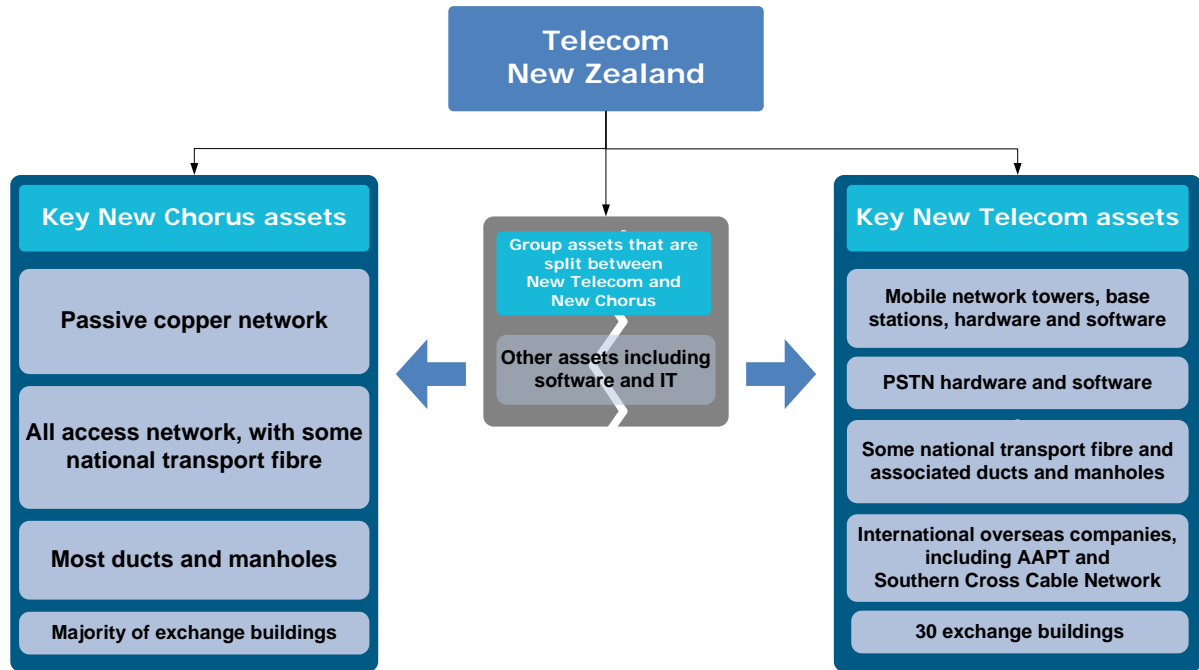 Telecom
New Zealand
Key New Chorus assets
Passive copper network
All access network, with some
national transport fibre
Most ducts and manholes
Majority of exchange buildings
Group assets that are
split between
New Telecom and
New Chorus
Other assets including
software and IT
Key New Telecom assets
Mobile network towers, base
stations, hardware and software
PSTN hardware and software
Some national transport fibre and
associated ducts and manholes
International overseas companies,
including AAPT and
Southern Cross Cable Network
30 exchange buildings